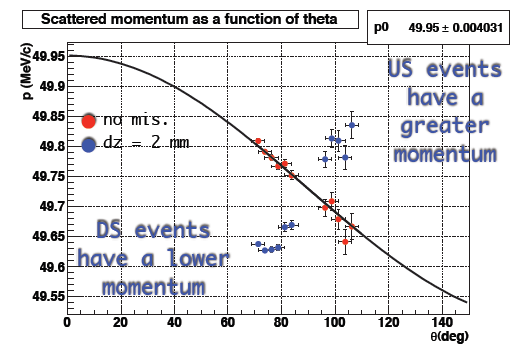 Scattered momentum as a function of theta
p0 49.95 ± 0.004031
p (MeV/c)
49.95
49.9
49.85
49.8
49.75
49.7
49.65
49.6
49.55
US events
have a
greater
momentum
no mis.
dz = 2 mm
DS events
have a lower
momentum
0 20 40 60 80 100 120 140
θ(deg)